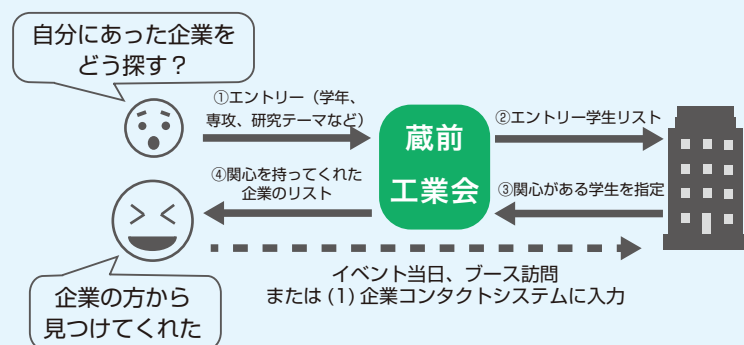 自分にあった企業を
どう探す？
①エントリー（学年、
専攻、研究テーマなど）
蔵前
工業会
②エントリー学生リスト
④関心を持ってくれた
企業のリスト
③関心がある学生を指定
イベント当日、ブース訪問
または (1) 企業コンタクトシステムに入力
企業の方から
見つけてくれた